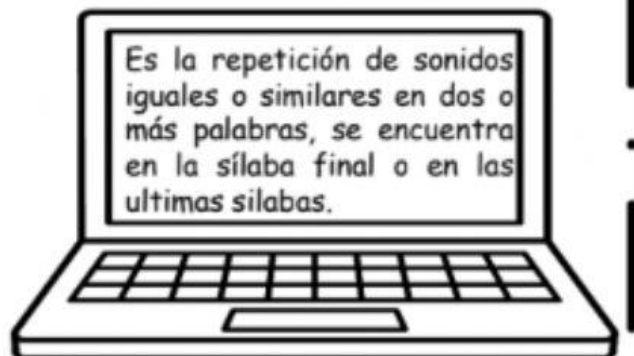 Es la repetición de sonidos
iguales o similares en dos o
más palabras, se encuentra
en la sílaba final o en las
ultimas silabas.